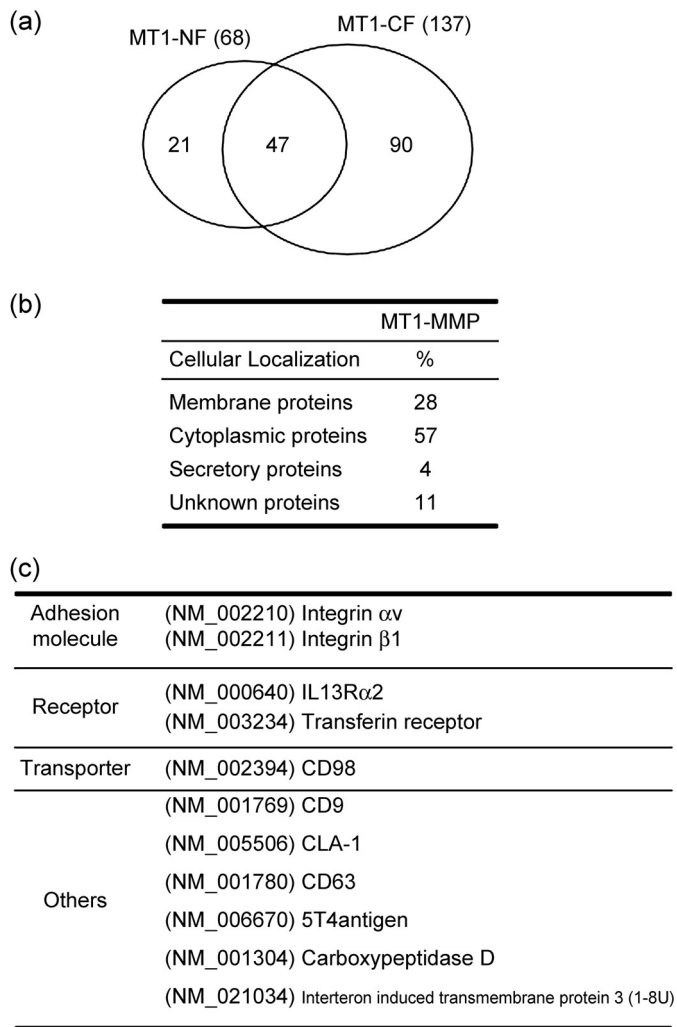 (a)
MT1-NF (68)
MT1-CF (137)
21 47 90
(b)
MT1-MMP
Cellular Localization %
Membrane proteins 28
Cytoplasmic proteins 57
Secretory proteins 4
Unknown proteins 11
(c)
Adhesion molecule
(NM_002210) Integrin αv
(NM_002211) Integrin β1
Receptor
(NM_000640) IL13Rα2
(NM_003234) Transferin receptor
Transporter (NM_002394) CD98
Others
(NM_001769) CD9
(NM_005506) CLA-1
(NM_001780) CD63
(NM_006670) 5T4antigen
(NM_001304) Carboxypeptidase D
(NM_021034) Interteron induced transmembrane protein 3 (1-8U)